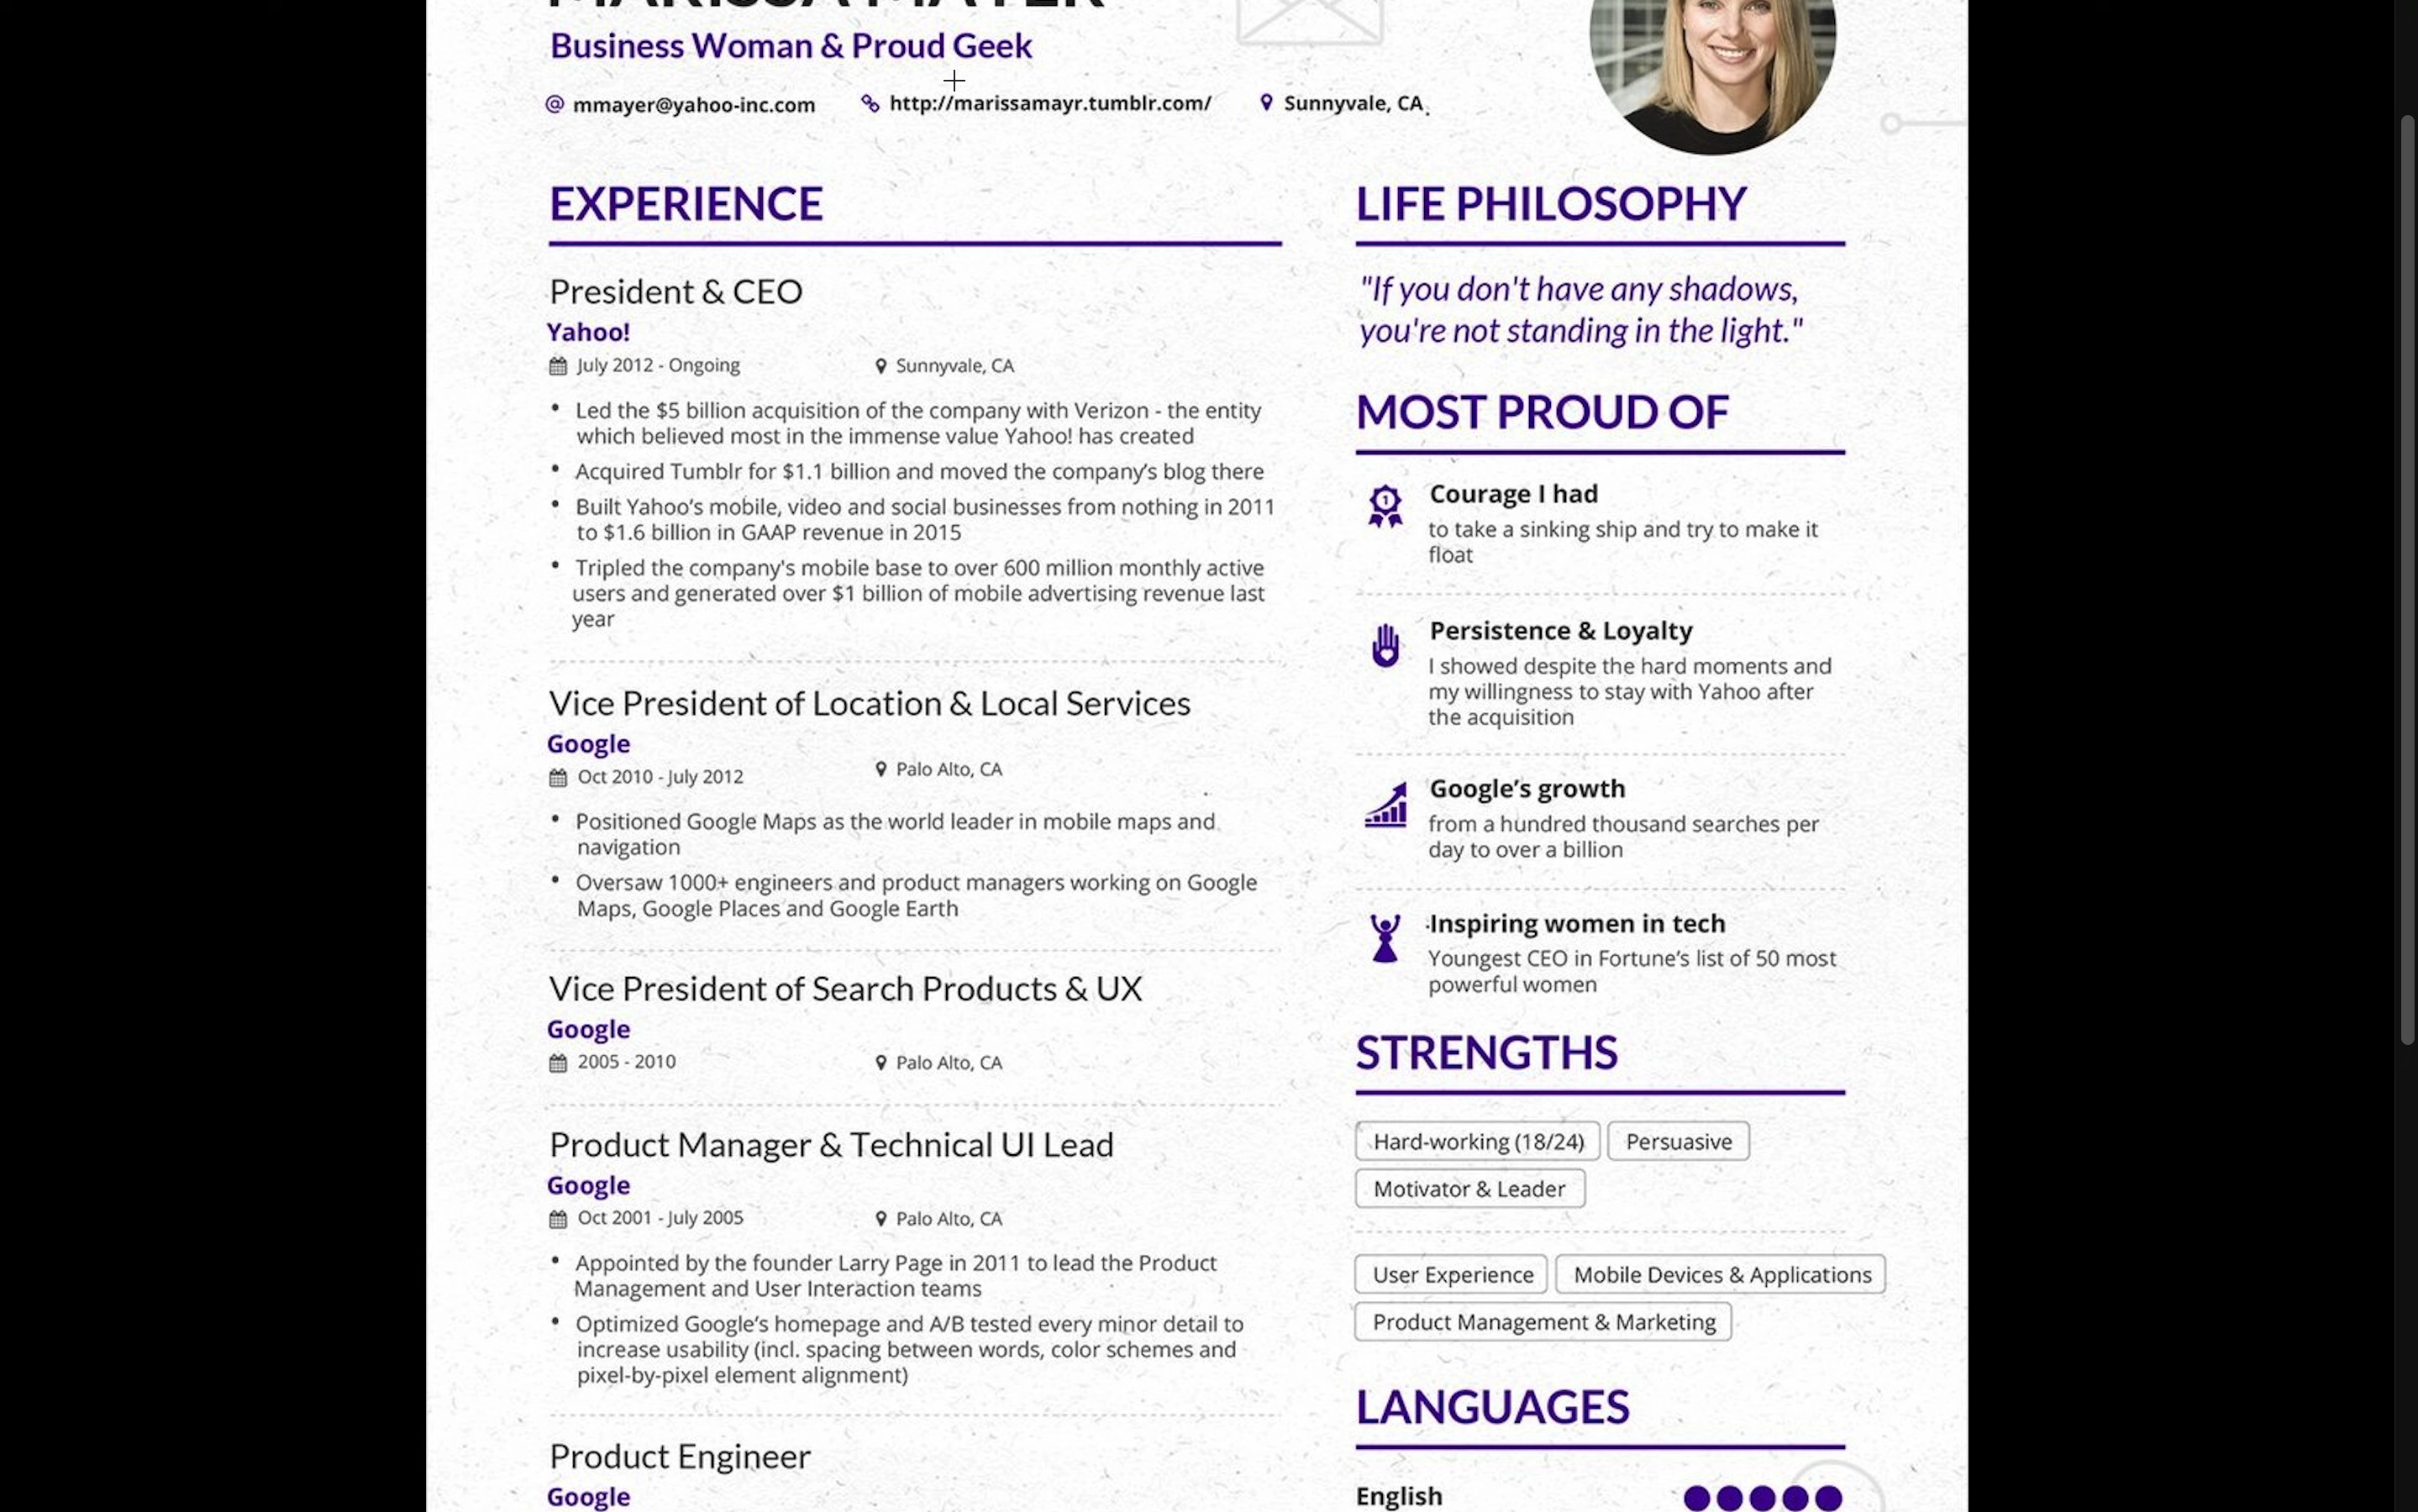 MARISSA MAYER
Business Woman & Proud Geek
mmayer@yahoo-inc.com
http://marissamayr.tumblr.com/
Sunnyvale, CA
EXPERIENCE
President & CEO
Yahoo!
July 2012 - Ongoing
Sunnyvale, CA
• Led the $5 billion acquisition of the company with Verizon - the entity
which believed most in the immense value Yahoo! has created
• Acquired Tumblr for $1.1 billion and moved the company’s blog there
• Built Yahoo’s mobile, video and social businesses from nothing in 2011
to $1.6 billion in GAAP revenue in 2015
• Tripled the company's mobile base to over 600 million monthly active
users and generated over $1 billion of mobile advertising revenue last
year
Vice President of Location & Local Services
Google
Oct 2010 - July 2012
Palo Alto, CA
• Positioned Google Maps as the world leader in mobile maps and
navigation
• Oversaw 1000+ engineers and product managers working on Google
Maps, Google Places and Google Earth
Vice President of Search Products & UX
Google
2005 - 2010
Palo Alto, CA
Product Manager & Technical UI Lead
Google
Oct 2001 - July 2005
Palo Alto, CA
• Appointed by the founder Larry Page in 2011 to lead the Product
Management and User Interaction teams
• Optimized Google’s homepage and A/B tested every minor detail to
increase usability (incl. spacing between words, color schemes and
pixel-by-pixel element alignment)
Product Engineer
Google
LIFE PHILOSOPHY
"If you don't have any shadows,
you're not standing in the light."
MOST PROUD OF
1
Courage I had
to take a sinking ship and try to make it
float
Persistence & Loyalty
I showed despite the hard moments and
my willingness to stay with Yahoo after
the acquisition
Google’s growth
from a hundred thousand searches per
day to over a billion
Inspiring women in tech
Youngest CEO in Fortune’s list of 50 most
powerful women
STRENGTHS
Hard-working (18/24)
Persuasive
Motivator & Leader
User Experience
Mobile Devices & Applications
Product Management & Marketing
LANGUAGES
English